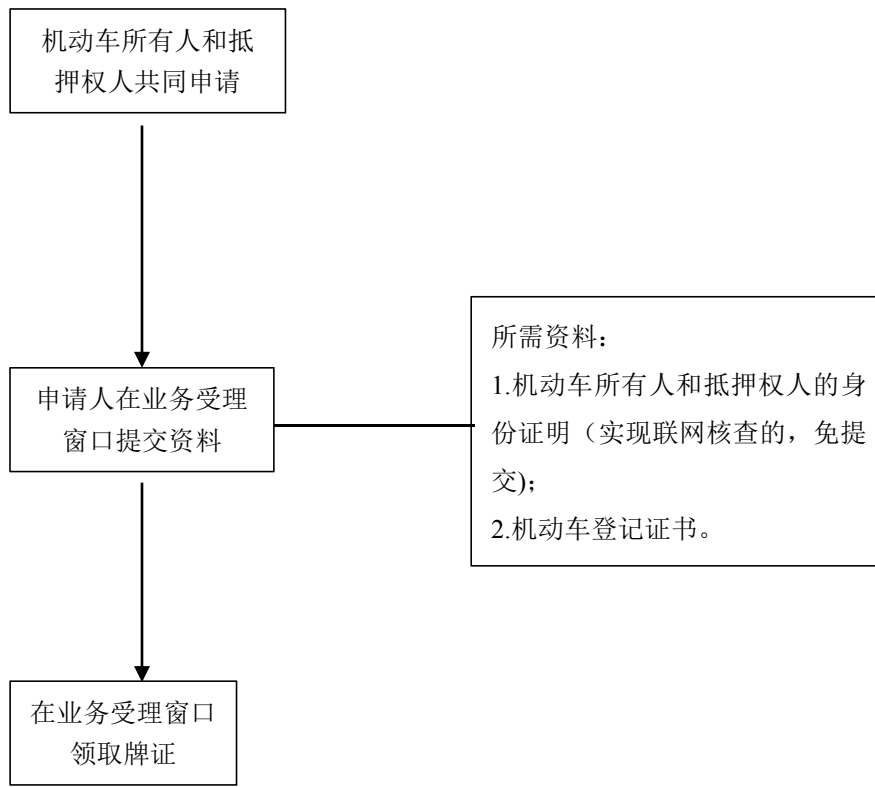 机动车所有人和抵
押权人共同申请
申请人在业务受理
窗口提交资料
所需资料：
1.机动车所有人和抵押权人的身
份证明（实现联网核查的，免提
交);
2.机动车登记证书。
在业务受理窗口
领取牌证